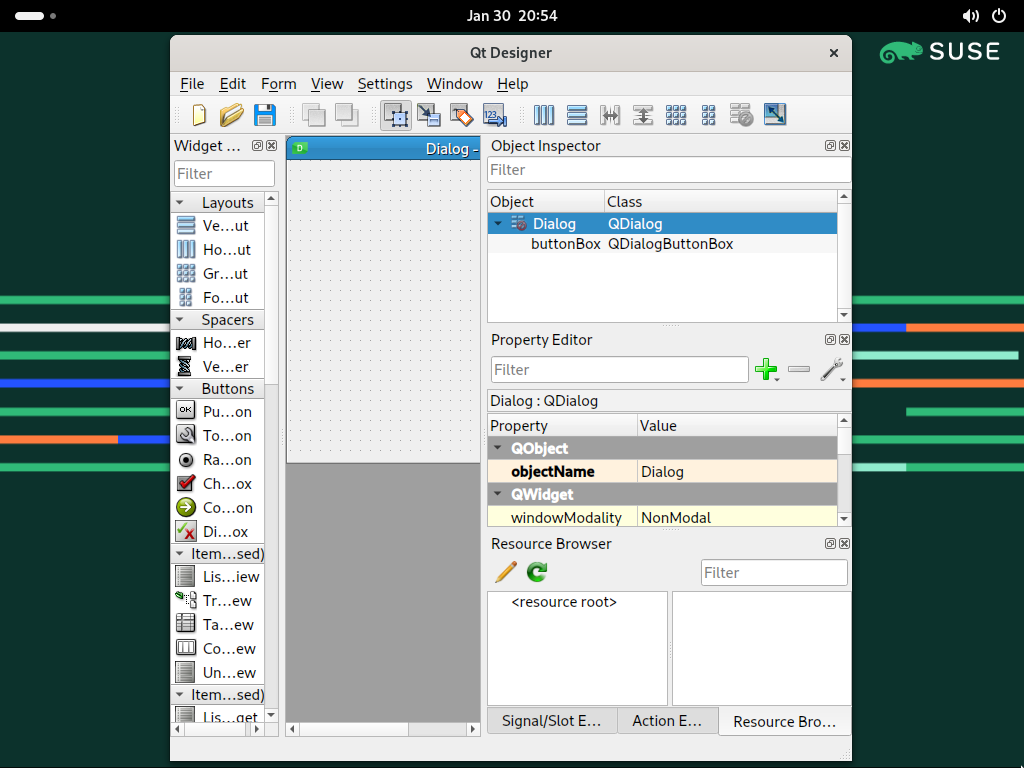 Jan 30 20:54
SUSE
Qt Designer
File Edit Form View Settings Window Help
123
Widget ...
Filter
Layouts
Ve...ut
Ho...ut
Gr...ut
Fo...ut
Spacers
Ho...er
Ve...er
Buttons
OK Pu...on
To...on
Ra...on
Ch...ox
Co...on
Di...ox
Item...sed)
Lis...iew
Tr...ew
Ta...ew
Co...ew
Un...ew
Item...sed)
Lis...get
D Dialog -
Object Inspector
Filter
Object Class
Dialog QDialog
buttonBox QDialogButtonBox
Property Editor
Filter
Dialog : QDialog
Property Value
QObject
objectName Dialog
QWidget
windowModality NonModal
Resource Browser
Filter
<resource root>
Signal/Slot E... Action E... Resource Bro...